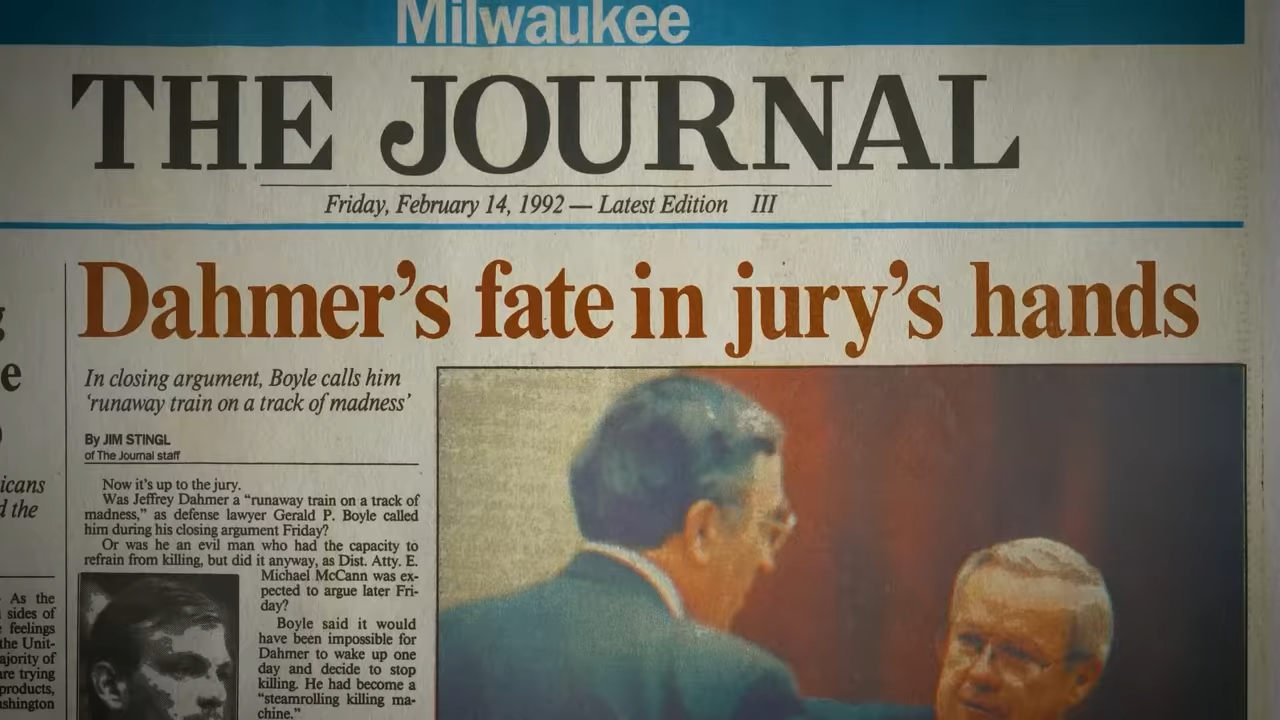 Milwaukee
THE JOURNAL
Friday, February 14, 1992 — Latest Edition III
Dahmer’s fate in jury’s hands
In closing argument, Boyle calls him
‘runaway train on a track of madness’
By JIM STINGL
of The Journal staff
Now it’s up to the jury.
Was Jeffrey Dahmer a “runaway train on a track of
madness,” as defense lawyer Gerald P. Boyle called
him during his closing argument Friday?
Or was he an evil man who had the capacity to
refrain from killing, but did it anyway, as Dist. Atty. E.
Michael McCann was ex-
pected to argue later Fri-
day?
Boyle said it would
have been impossible for
Dahmer to wake up one
day and decide to stop
killing. He had become a
“steamrolling killing ma-
chine.”
e
icans
d the
As the
sides of
feelings
the Unit-
ajority of
are trying
products,
shington